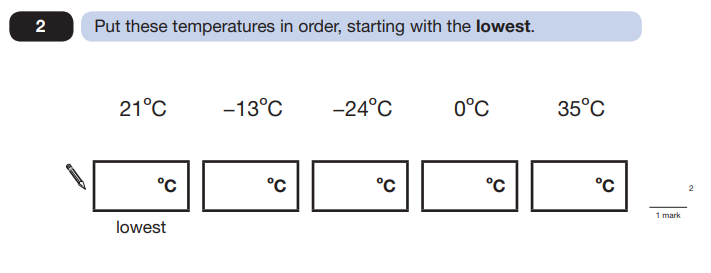 2 Put these temperatures in order, starting with the lowest.
21°C –13°C –24°C 0°C 35°C
°C °C °C °C °C
2
lowest
1 mark